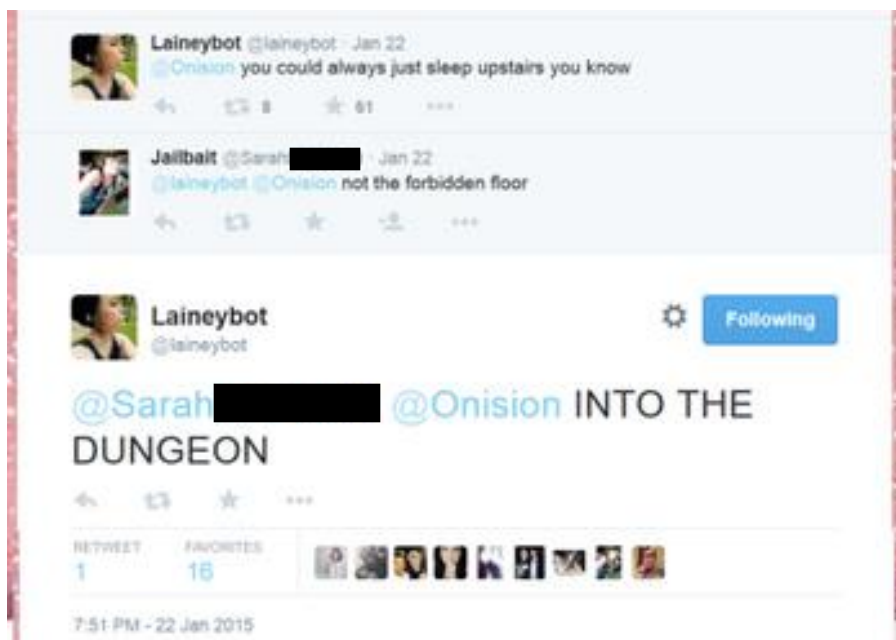 Laineybot @laineybot · Jan 22
@Onision you could always just sleep upstairs you know
8 61
Jailbait @Sarah · Jan 22
@laineybot @Onision not the forbidden floor
Laineybot
@laineybot
Following
@Sarah @Onision INTO THE
DUNGEON
RETWEET FAVORITES
1 16
7:51 PM - 22 Jan 2015